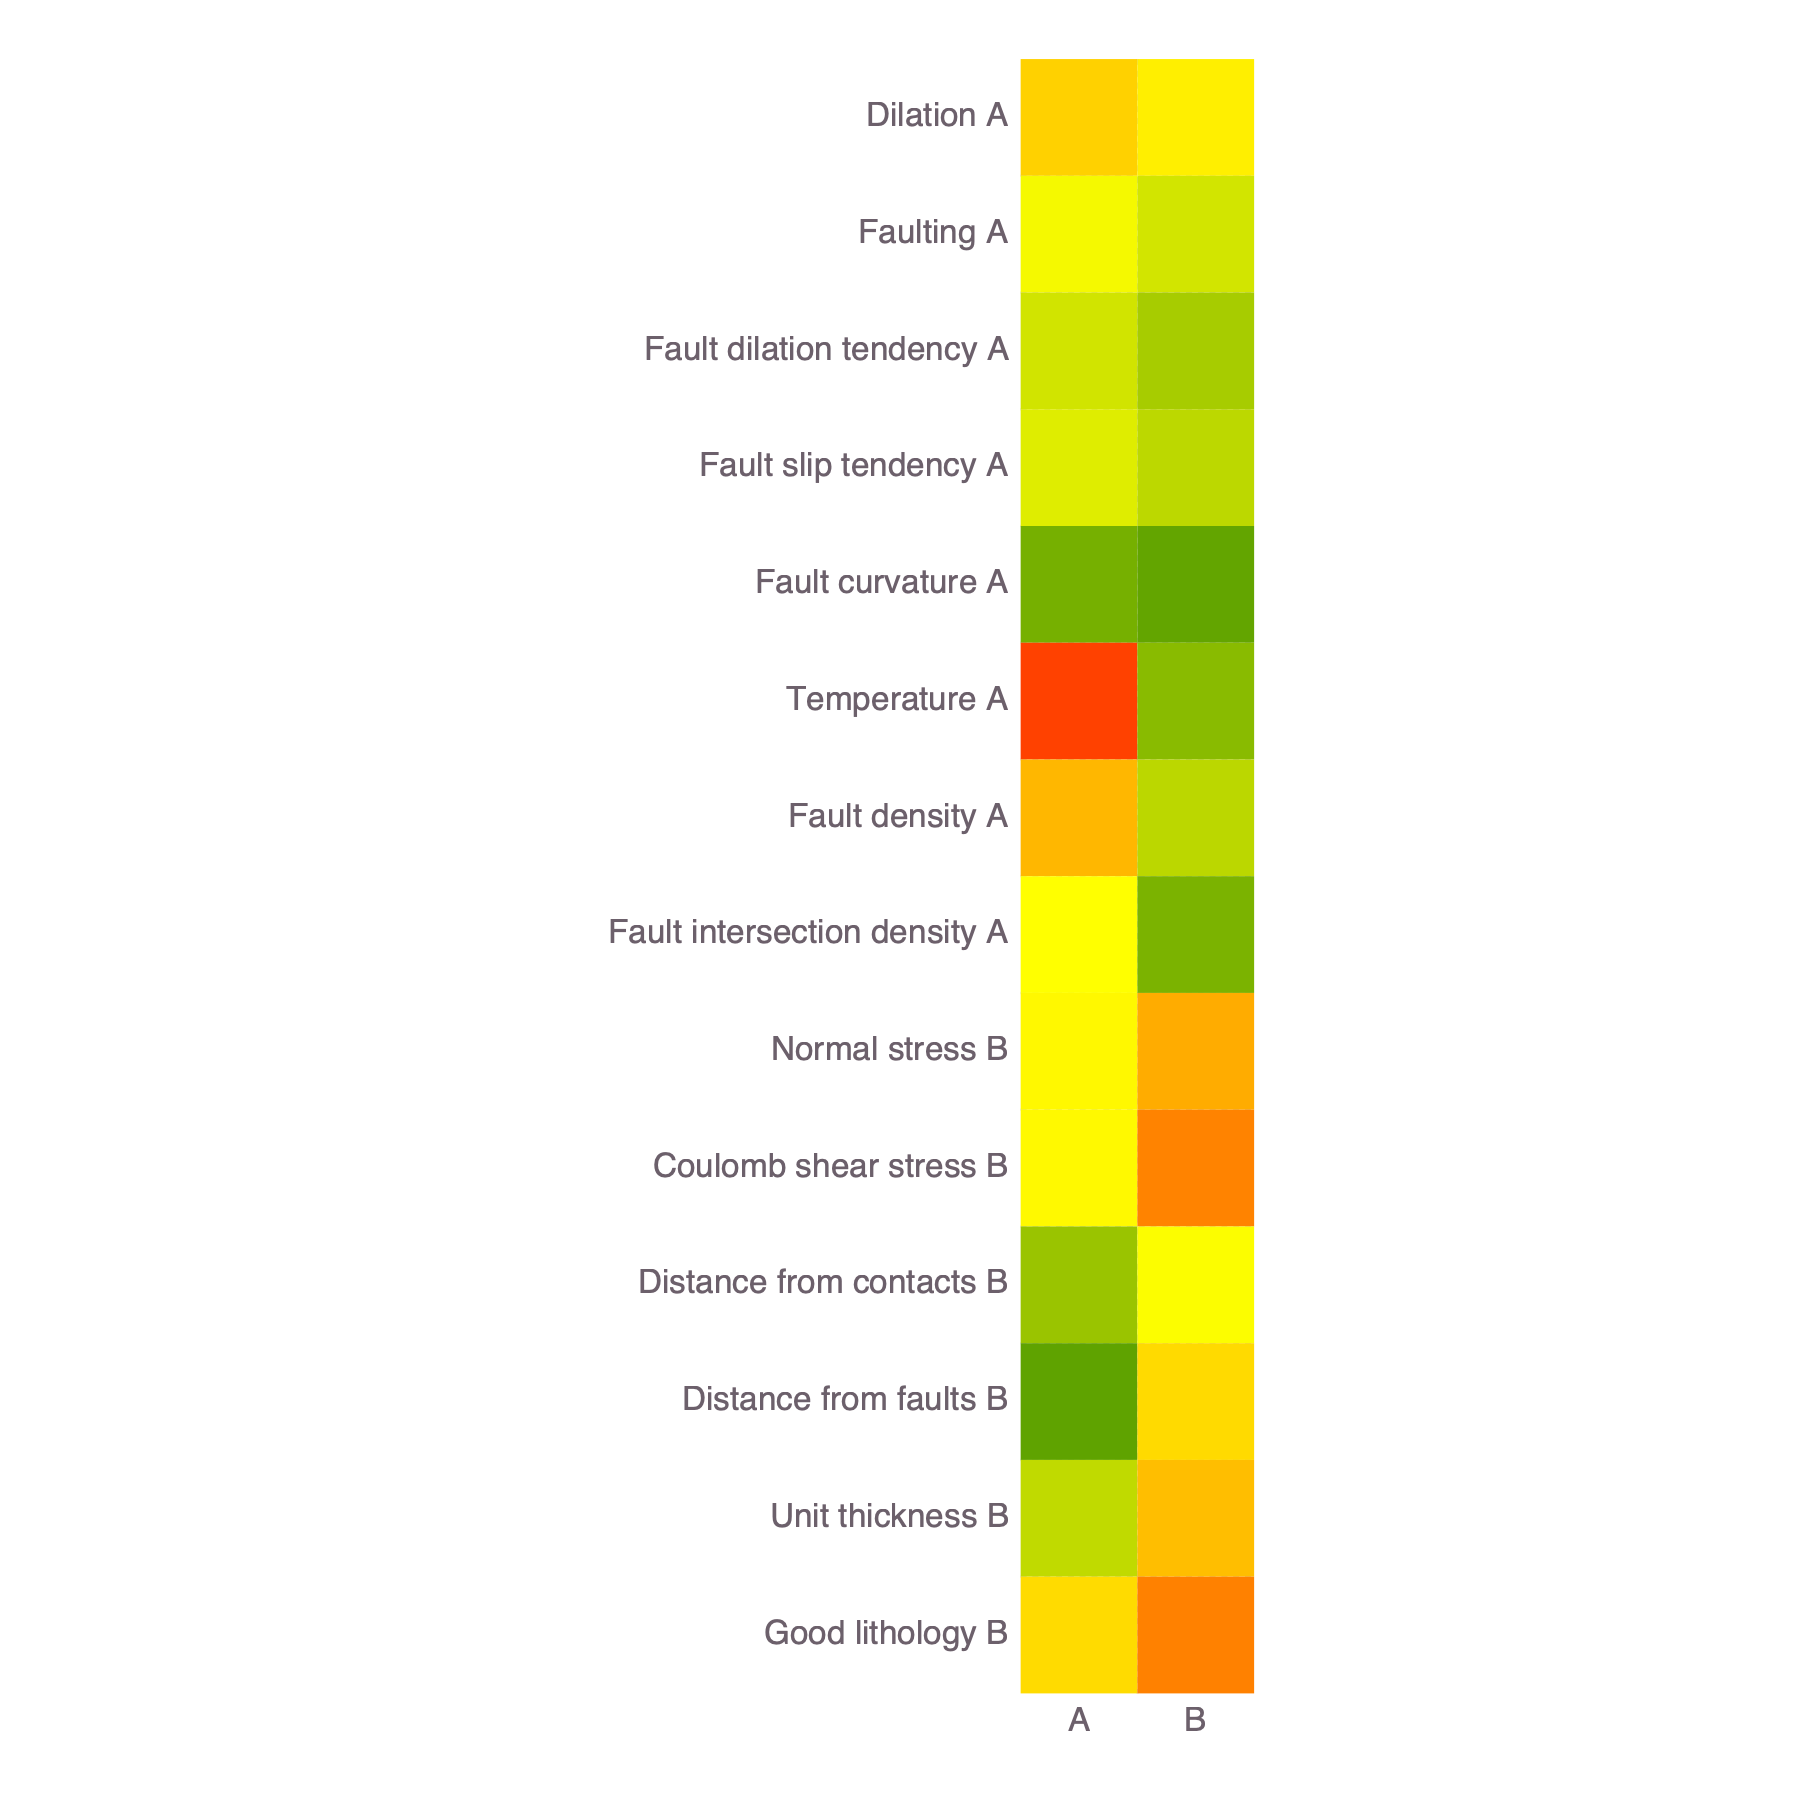 Dilation A
Faulting A
Fault dilation tendency A
Fault slip tendency A
Fault curvature A
Temperature A
Fault density A
Fault intersection density A
Normal stress B
Coulomb shear stress B
Distance from contacts B
Distance from faults B
Unit thickness B
Good lithology B
A B